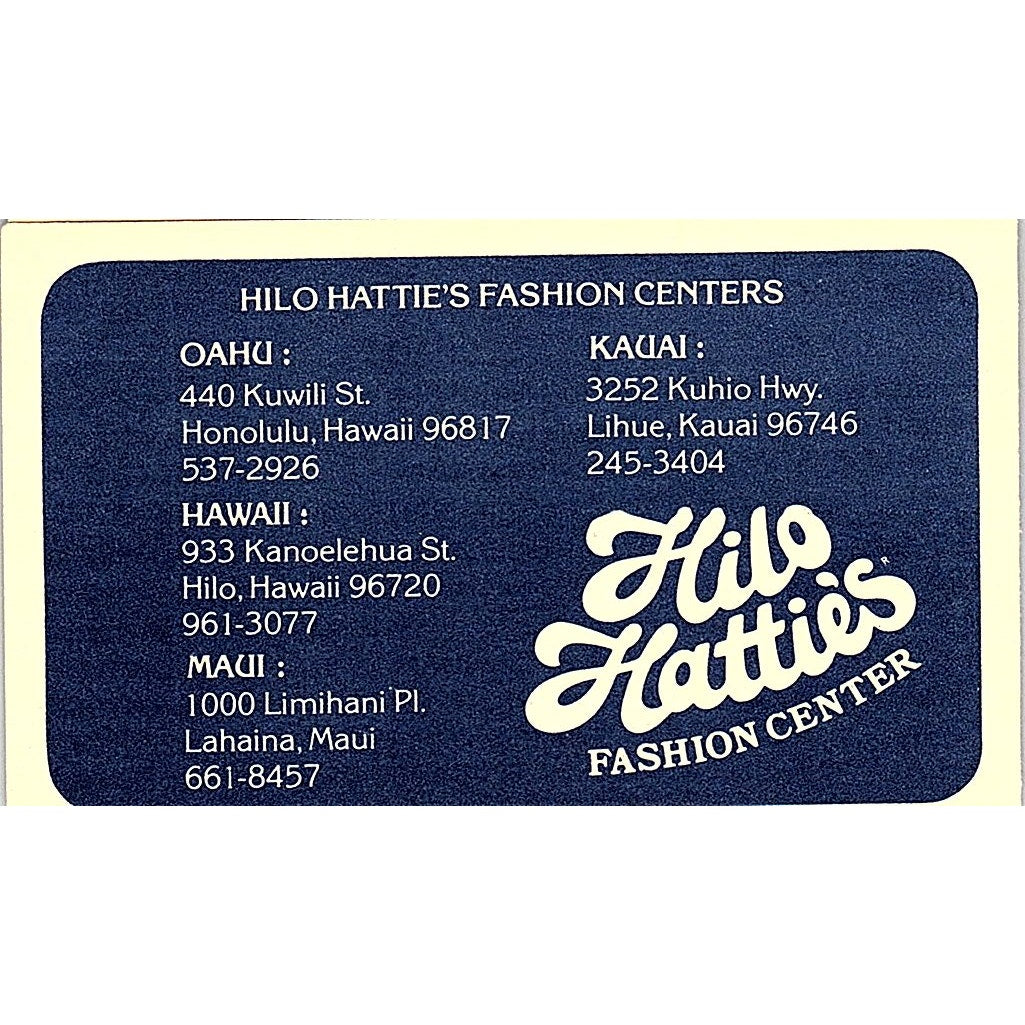 HILO HATTIE'S FASHION CENTERS
OAHU :
440 Kuwili St.
Honolulu, Hawaii 96817
537-2926
HAWAII :
933 Kanoelehua St.
Hilo, Hawaii 96720
961-3077
MAUI :
1000 Limihani Pl.
Lahaina, Maui
661-8457
KAUAI :
3252 Kuhio Hwy.
Lihue, Kauai 96746
245-3404
Hilo
Hattie's R
FASHION CENTER